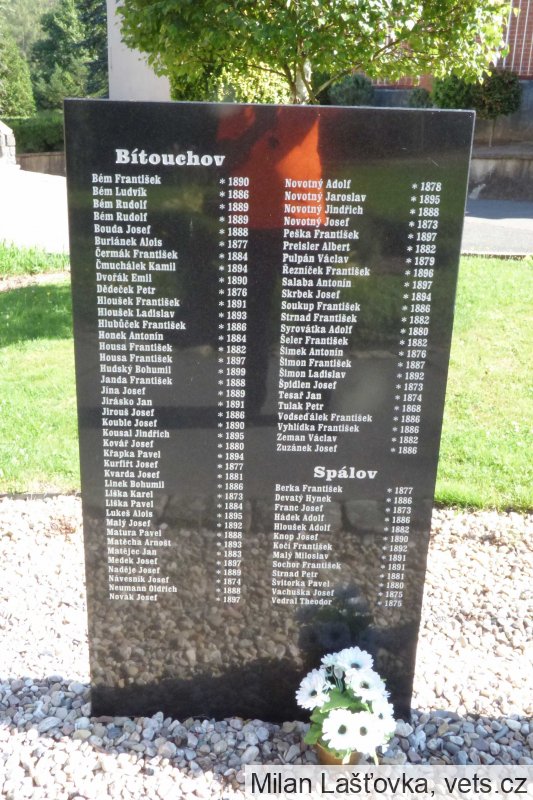 Bítouchov
Bém František * 1890
Bém Ludvík * 1886
Bém Rudolf * 1889
Bém Rudolf * 1889
Bouda Josef * 1888
Buriánek Alois * 1877
Čermák František * 1884
Čmuchálek Kamil * 1894
Dvořák Emil * 1890
Dědeček Petr * 1876
Hloušek František * 1891
Hloušek Ladislav * 1893
Hlubůček František * 1886
Honek Antonín * 1884
Housa František * 1882
Housa František * 1897
Hudský Bohumil * 1899
Janda František * 1888
Jína Josef * 1889
Jiráško Jan * 1891
Jirouš Josef * 1886
Kouble Josef * 1890
Kousal Jindřich * 1895
Kovář Josef * 1880
Křapka Pavel * 1894
Kurfiřt Josef * 1877
Kvarda Josef * 1881
Linek Bohumil * 1886
Liška Karel * 1873
Liška Pavel * 1884
Lukeš Alois * 1895
Malý Josef * 1892
Matura Pavel * 1888
Matěcha Arnošt * 1893
Matějec Jan * 1883
Medek Josef * 1897
Naděje Josef * 1889
Návesník Josef * 1874
Neumann Oldřich * 1888
Novák Josef * 1897
Novotný Adolf * 1878
Novotný Jaroslav * 1895
Novotný Jindřich * 1888
Novotný Josef * 1873
Peška František * 1897
Preisler Albert * 1882
Pulpán Václav * 1879
Řezníček František * 1896
Salaba Antonín * 1897
Skrbek Josef * 1894
Soukup František * 1886
Strnad František * 1882
Syrovátka Adolf * 1880
Šeler František * 1882
Šimek Antonín * 1876
Šimon František * 1887
Šimon Ladislav * 1892
Špidlen Josef * 1873
Tesař Jan * 1874
Tulak Petr * 1868
Vodseďálek František * 1886
Vyhlídka František * 1886
Zeman Václav * 1882
Zuzánek Josef * 1886
Spálov
Berka František * 1877
Devatý Hynek * 1886
Franc Josef * 1873
Hádek Adolf * 1886
Hloušek Adolf * 1882
Knop Josef * 1890
Kočí František * 1892
Malý Miloslav * 1891
Sochor František * 1891
Strnad Petr * 1881
Svitorka Pavel * 1880
Vachuška Josef * 1875
Vedral Theodor * 1875
Milan Lašťovka, vets.cz